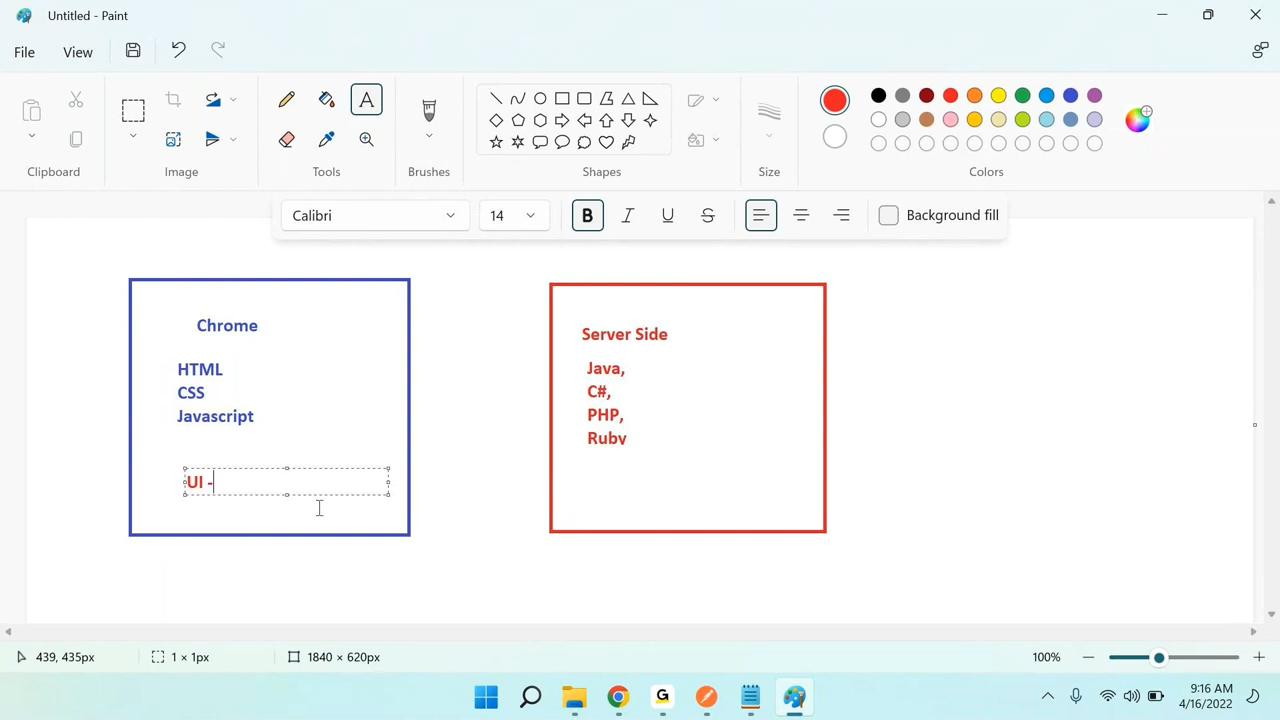 Untitled - Paint
File
View
Clipboard
Image
Tools
Brushes
Shapes
Size
Colors
Calibri
14
B
I
U
S
Background fill
Chrome
HTML
CSS
Javascript
UI -
Server Side
Java,
C#,
PHP,
Ruby
439, 435px
1 × 1px
1840 × 620px
100%
9:16 AM
4/16/2022